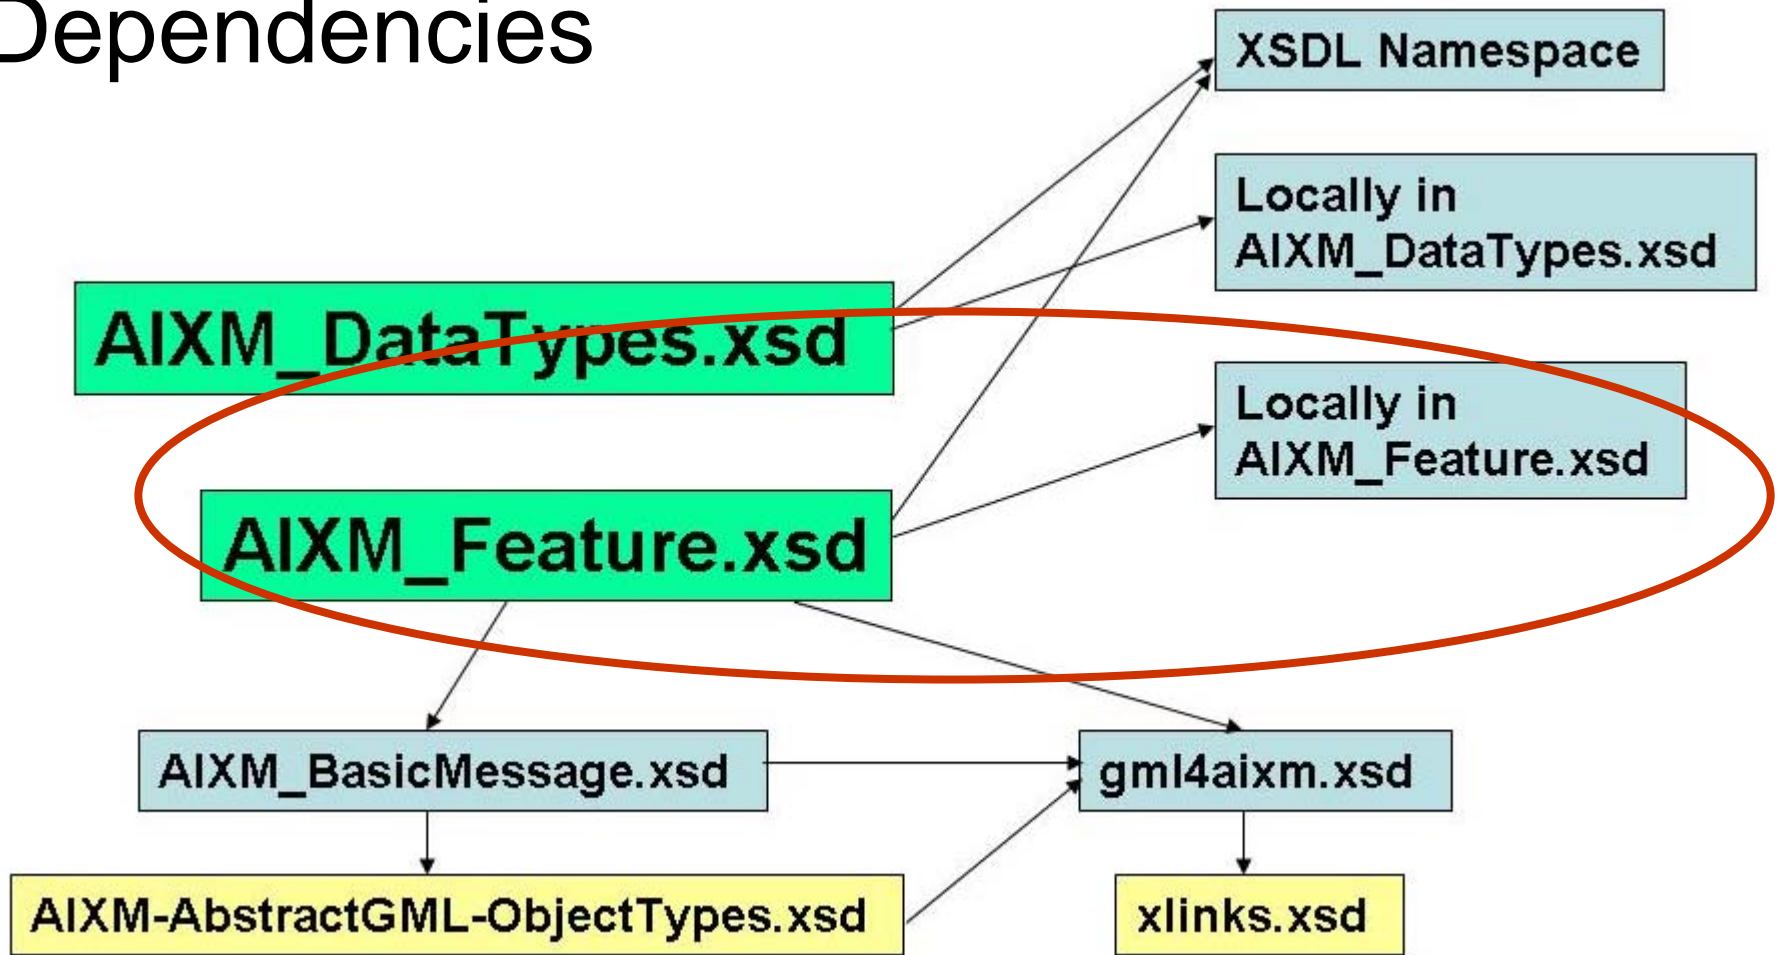 Dependencies
XSDL Namespace
Locally in
AIXM_DataTypes.xsd
AIXM_DataTypes.xsd
Locally in
AIXM_Feature.xsd
AIXM_Feature.xsd
AIXM_BasicMessage.xsd
gml4aixm.xsd
AIXM-AbstractGML-ObjectTypes.xsd
xlinks.xsd